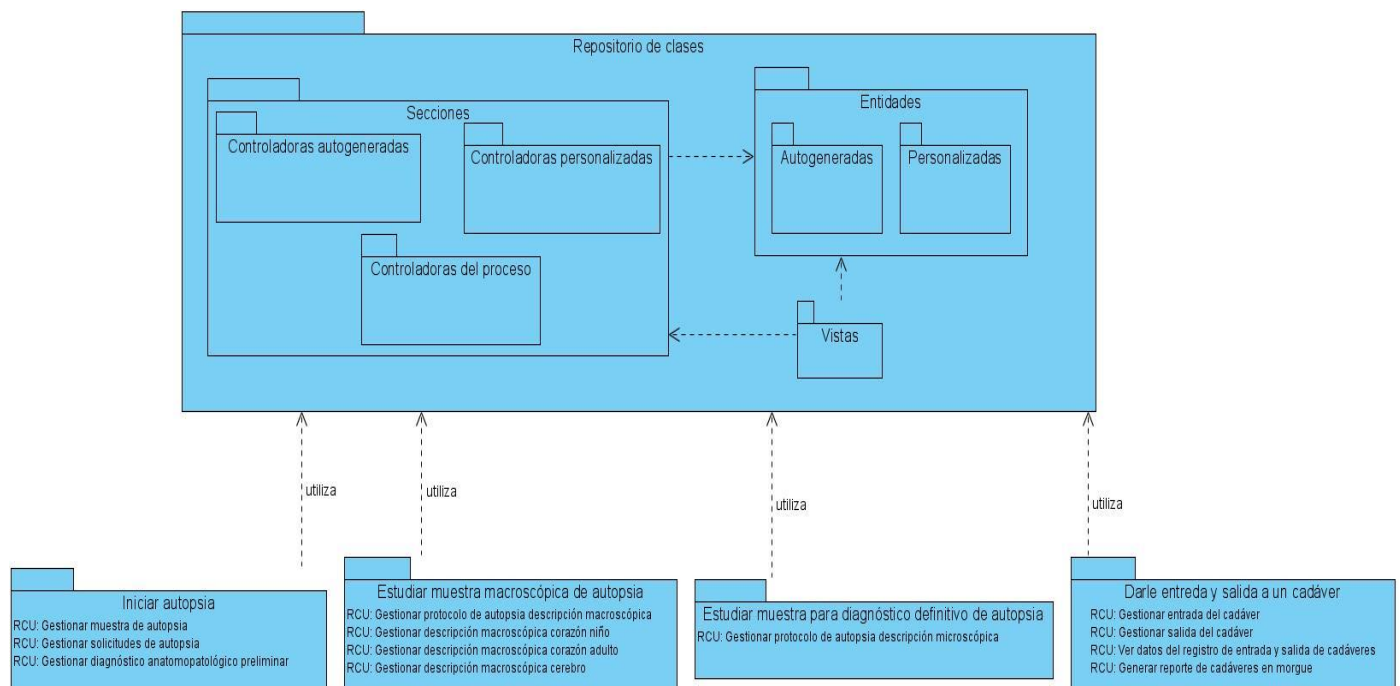 Repositorio de clases
Secciones
Entidades
Controladoras autogeneradas
Controladoras personalizadas
Autogeneradas
Personalizadas
Controladoras del proceso
Vistas
utiliza
utiliza
utiliza
utiliza
Iniciar autopsia
RCU: Gestionar muestra de autopsia
RCU: Gestionar solicitudes de autopsia
RCU: Gestionar diagnóstico anatomopatológico preliminar
Estudiar muestra macroscópica de autopsia
RCU: Gestionar protocolo de autopsia descripción macroscópica
RCU: Gestionar descripción macroscópica corazón niño
RCU: Gestionar descripción macroscópica corazón adulto
RCU: Gestionar descripción macroscópica cerebro
Estudiar muestra para diagnóstico definitivo de autopsia
RCU: Gestionar protocolo de autopsia descripción microscópica
Darle entreda y salida a un cadáver
RCU: Gestionar entrada del cadáver
RCU: Gestionar salida del cadáver
RCU: Ver datos del registro de entrada y salida de cadáveres
RCU: Generar reporte de cadáveres en morgue